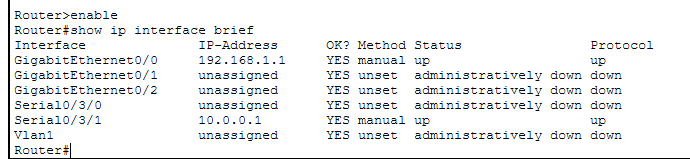 Router>enable
Router#show ip interface brief
Interface              IP-Address      OK? Method Status                Protocol
GigabitEthernet0/0     192.168.1.1     YES manual up                    up
GigabitEthernet0/1     unassigned      YES unset  administratively down down
GigabitEthernet0/2     unassigned      YES unset  administratively down down
Serial0/3/0            unassigned      YES unset  administratively down down
Serial0/3/1            10.0.0.1        YES manual up                    up
Vlan1                  unassigned      YES unset  administratively down down
Router#